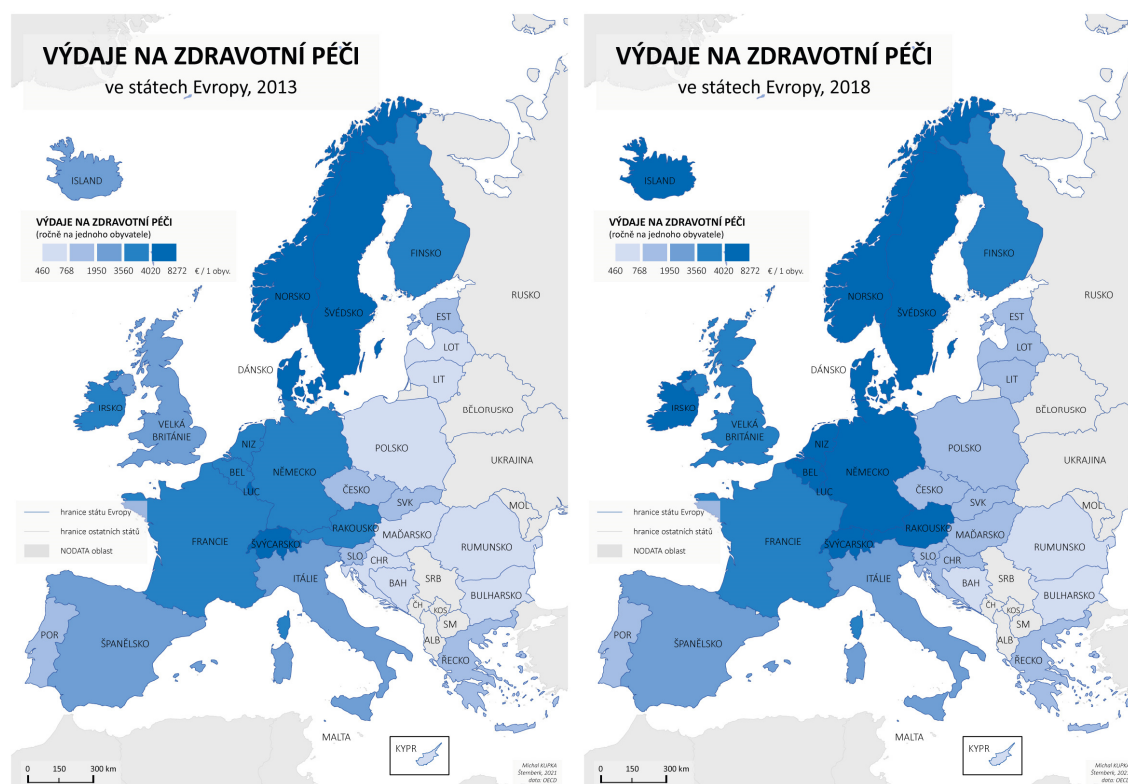 VÝDAJE NA ZDRAVOTNÍ PÉČI
ve státech Evropy, 2013
ISLAND
VÝDAJE NA ZDRAVOTNÍ PÉČI
(ročně na jednoho obyvatele)
460 768 1950 3560 4020 8272 € / 1 obyv.
FINSKO
NORSKO
ŠVÉDSKO
RUSKO
EST
LOT
DÁNSKO
LIT
IRSKO
BĚLORUSKO
VELKÁ
BRITÁNIE
NIZ
POLSKO
BEL
NĚMECKO
UKRAJINA
LUC
ČESKO
SVK
MOL
hranice státu Evropy
hranice ostatních států
NODATA oblast
FRANCIE
RAKOUSKO
MAĎARSKO
ŠVÝCARSKO
RUMUNSKO
SLO
CHR
ITÁLIE
BAH
SRB
BULHARSKO
ČH
KOS
SM
POR
ŠPANĚLSKO
ALB
ŘECKO
MALTA
KYPR
0 150 300 km
Michal KUPKA
Šternberk, 2021
data: OECD
VÝDAJE NA ZDRAVOTNÍ PÉČI
ve státech Evropy, 2018
ISLAND
VÝDAJE NA ZDRAVOTNÍ PÉČI
(ročně na jednoho obyvatele)
460 768 1950 3560 4020 8272 € / 1 obyv.
FINSKO
NORSKO
ŠVÉDSKO
RUSKO
EST
LOT
DÁNSKO
LIT
IRSKO
BĚLORUSKO
VELKÁ
BRITÁNIE
NIZ
POLSKO
BEL
NĚMECKO
UKRAJINA
LUC
ČESKO
SVK
MOL
hranice státu Evropy
hranice ostatních států
NODATA oblast
FRANCIE
RAKOUSKO
MAĎARSKO
ŠVÝCARSKO
RUMUNSKO
SLO
CHR
ITÁLIE
BAH
SRB
BULHARSKO
ČH
KOS
SM
POR
ŠPANĚLSKO
ALB
ŘECKO
MALTA
KYPR
0 150 300 km
Michal KUPKA
Šternberk, 2021
data: OECD